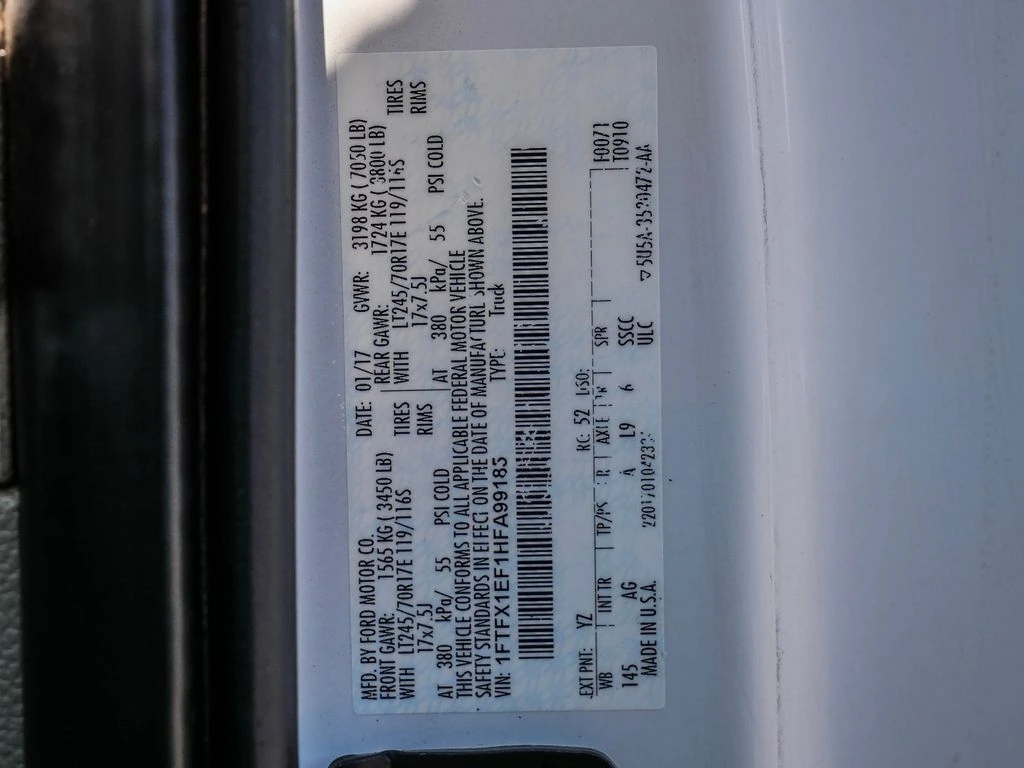 MFD. BY FORD MOTOR CO. DATE: 01/17 GVWR: 3198 KG (7050 LB)
FRONT GAWR: 1565 KG (3450 LB) REAR GAWR: 1724 KG (3800 LB)
WITH LT245/70R17E 119/116S TIRES WITH LT245/70R17E 119/116S TIRES
17x7.5J RIMS 17x7.5J RIMS
AT 380 kPa/ 55 PSI COLD AT 380 kPa/ 55 PSI COLD
THIS VEHICLE CONFORMS TO ALL APPLICABLE FEDERAL MOTOR VEHICLE
SAFETY STANDARDS IN EFFECT ON THE DATE OF MANUFACTURE SHOWN ABOVE.
VIN: 1FTFX1EF1HFA99185 TYPE: Truck
EXT PNT: YZ RC: 52 DSO: F0071
WB INT TR TP/PS R AXLE SPR T0910
145 AG A L9 6 SSCC
MADE IN U.S.A. ULC